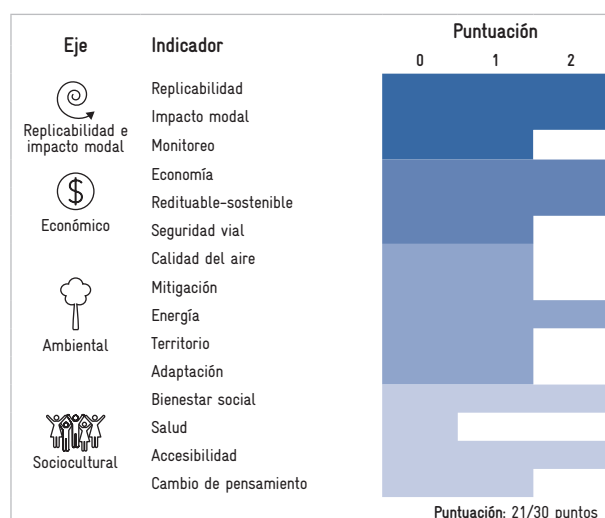 Eje Indicador Puntuación
0 1 2
Replicabilidad
Impacto modal
Monitoreo
Replicabilidad e
impacto modal
Economía
Redituable-sostenible
Seguridad vial
$
Económico
Calidad del aire
Mitigación
Energía
Territorio
Adaptación
Ambiental
Bienestar social
Salud
Accesibilidad
Cambio de pensamiento
Sociocultural
Puntuación: 21/30 puntos